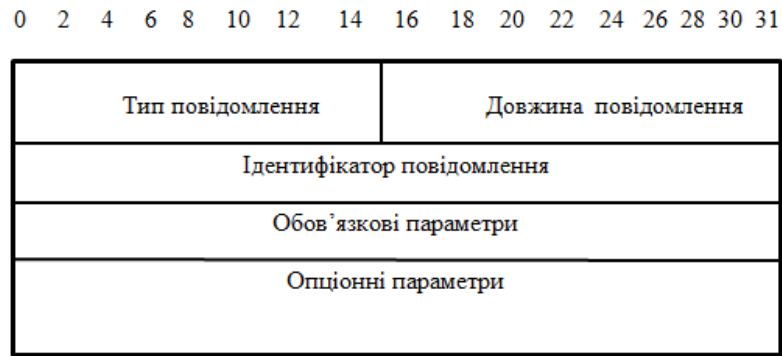 0 2 4 6 8 10 12 14 16 18 20 22 24 26 28 30 31
Тип повідомлення Довжина повідомлення
Ідентифікатор повідомлення
Обов’язкові параметри
Опціонні параметри